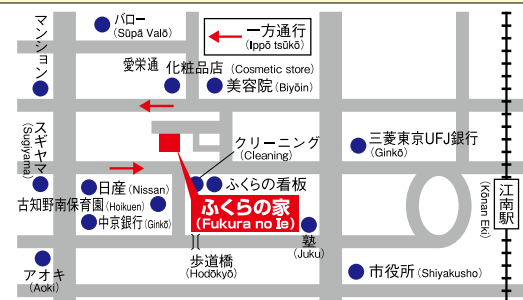 バロー
(Sūpā Valō)
一方通行
(Ippō tsūkō)
マンション
愛栄通
化粧品店 (Cosmetic store)
美容院 (Biyōin)
スギヤマ
(Sugiyama)
クリーニング
(Cleaning)
三菱東京UFJ銀行
(Ginkō)
日産 (Nissan)
ふくらの看板
古知野南保育園 (Hoikuen)
ふくらの家
(Fukura no Ie)
中京銀行 (Ginkō)
江南駅
(Kōnan Eki)
塾
(Juku)
歩道橋
(Hodōkyō)
アオキ
(Aoki)
市役所 (Shiyakusho)